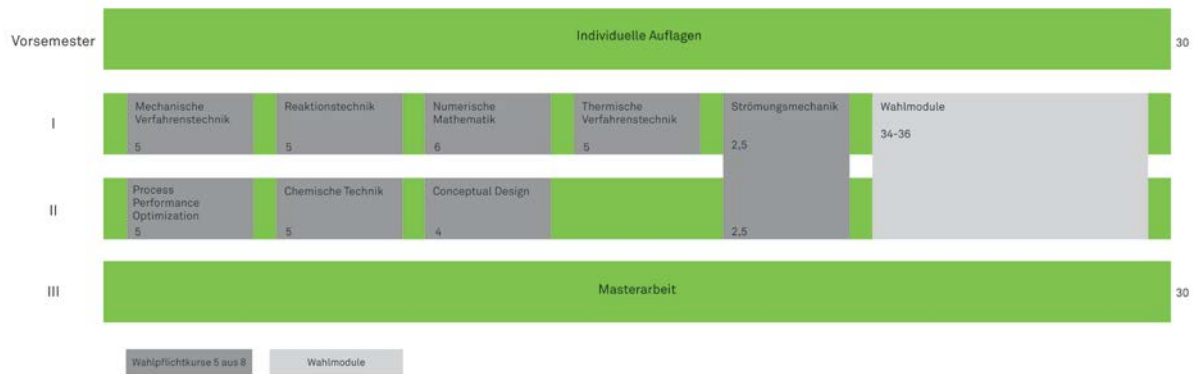 Vorsemester
Individuelle Auflagen
30
I
Mechanische
Verfahrenstechnik
5
Reaktionstechnik
5
Numerische
Mathematik
6
Thermische
Verfahrenstechnik
5
Strömungsmechanik
2,5
Wahlmodule
34-36
II
Process
Performance
Optimization
5
Chemische Technik
5
Conceptual Design
4
2,5
III
Masterarbeit
30
Wahlpflichtkurse 5 aus 8
Wahlmodule